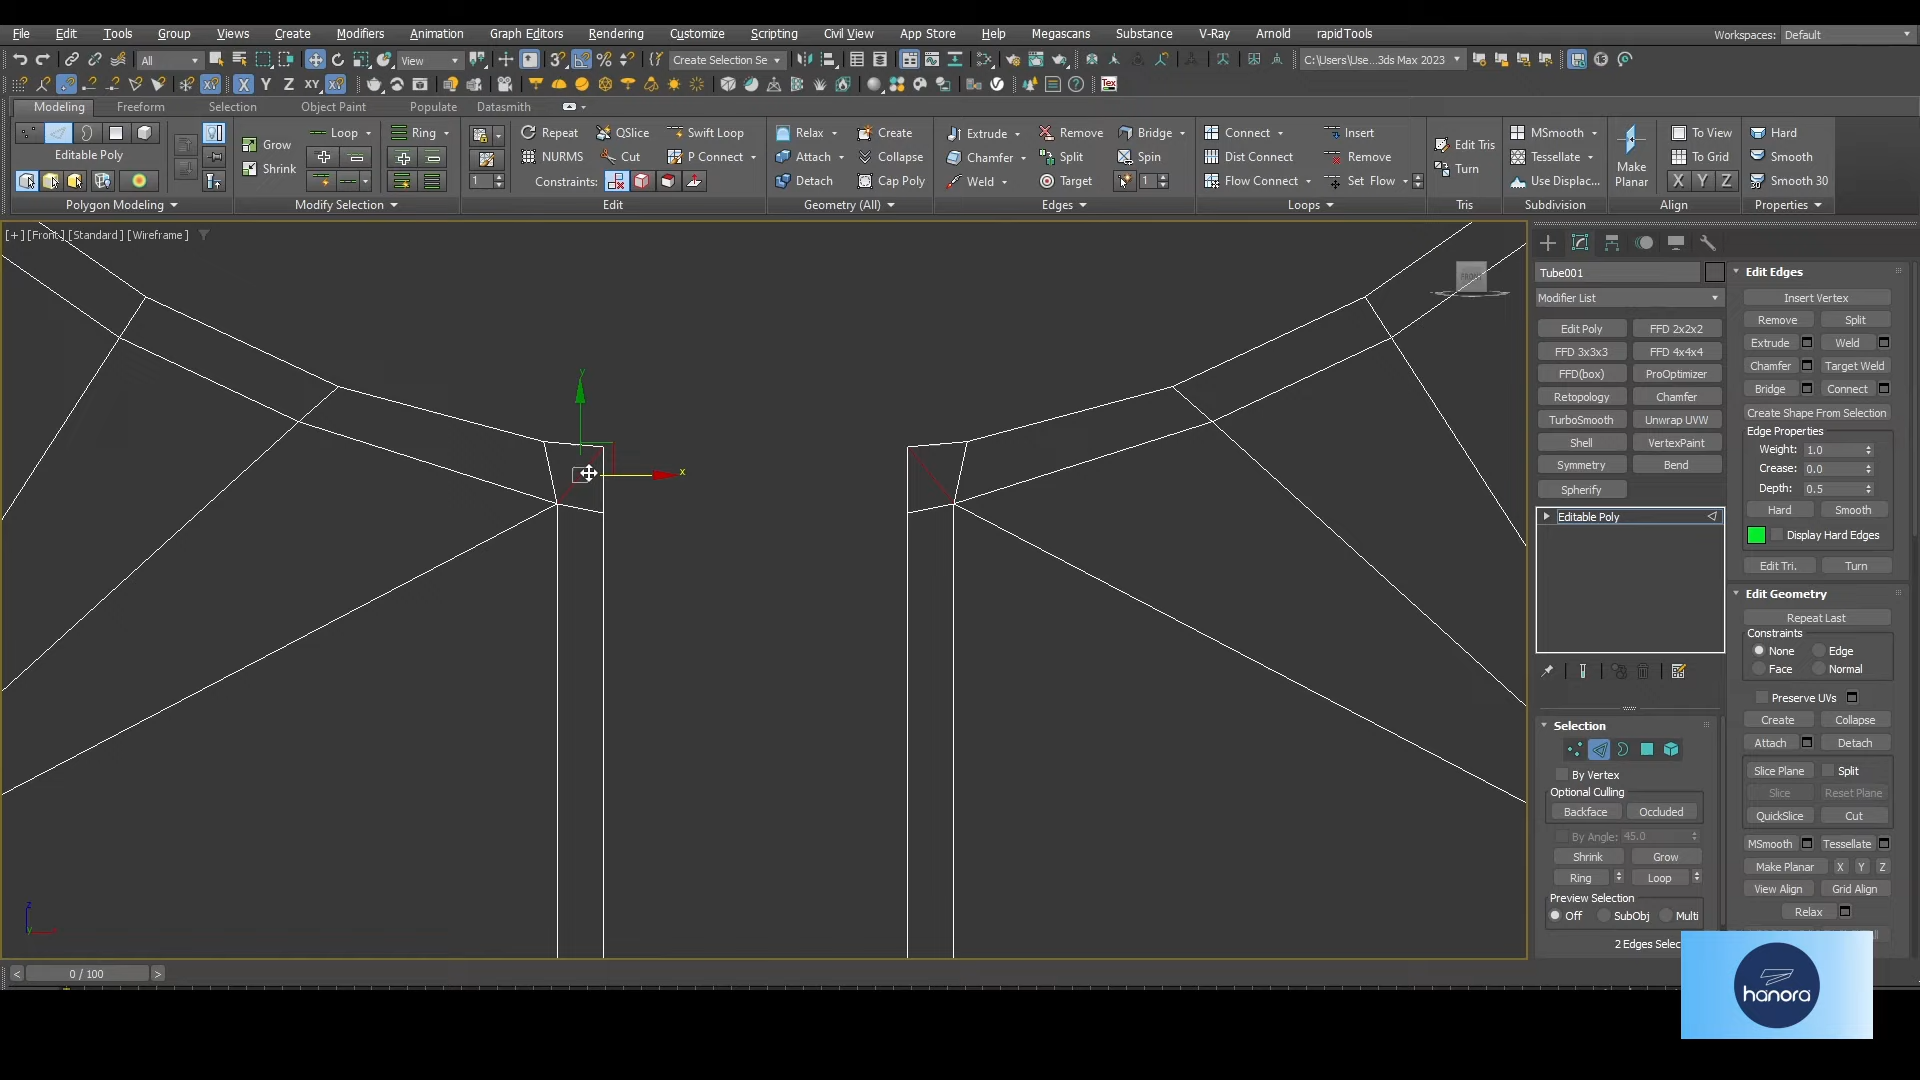 File Edit Tools Group Views Create Modifiers Animation Graph Editors Rendering Customize Scripting Civil View App Store Help Megascans Substance V-Ray Arnold rapidTools Workspaces: Default
All View Create Selection Se C:\Users\Use...3ds Max 2023
X Y Z XY
Modeling Freeform Selection Object Paint Populate Datasmith
Loop Ring Repeat QSlice Swift Loop Relax Create Extrude Remove Bridge Connect Insert MSmooth To View Hard
Grow Edit Tris
Editable Poly NURMS Cut P Connect Attach Collapse Chamfer Split Spin Dist Connect Remove Tessellate Make Planar To Grid Smooth
Shrink Turn
1 Constraints: Detach Cap Poly Weld Target 1 Flow Connect Set Flow Use Displac... X Y Z Smooth 30
Polygon Modeling Modify Selection Edit Geometry (All) Edges Loops Tris Subdivision Align Properties
[+] [Front] [Standard] [Wireframe]
y
x
z
Tube001
Modifier List
Edit Poly FFD 2x2x2
FFD 3x3x3 FFD 4x4x4
FFD(box) ProOptimizer
Retopology Chamfer
TurboSmooth Unwrap UVW
Shell VertexPaint
Symmetry Bend
Spherify
Editable Poly
Selection
By Vertex
Optional Culling
Backface Occluded
By Angle: 45.0
Shrink Grow
Ring Loop
Preview Selection
Off SubObj Multi
2 Edges Selec
Edit Edges
Insert Vertex
Remove Split
Extrude Weld
Chamfer Target Weld
Bridge Connect
Create Shape From Selection
Edge Properties
Weight: 1.0
Crease: 0.0
Depth: 0.5
Hard Smooth
Display Hard Edges
Edit Tri. Turn
Edit Geometry
Repeat Last
Constraints
None Edge
Face Normal
Preserve UVs
Create Collapse
Attach Detach
Slice Plane Split
Slice Reset Plane
QuickSlice Cut
MSmooth Tessellate
Make Planar X Y Z
View Align Grid Align
Relax
< 0 / 100 >
hanora